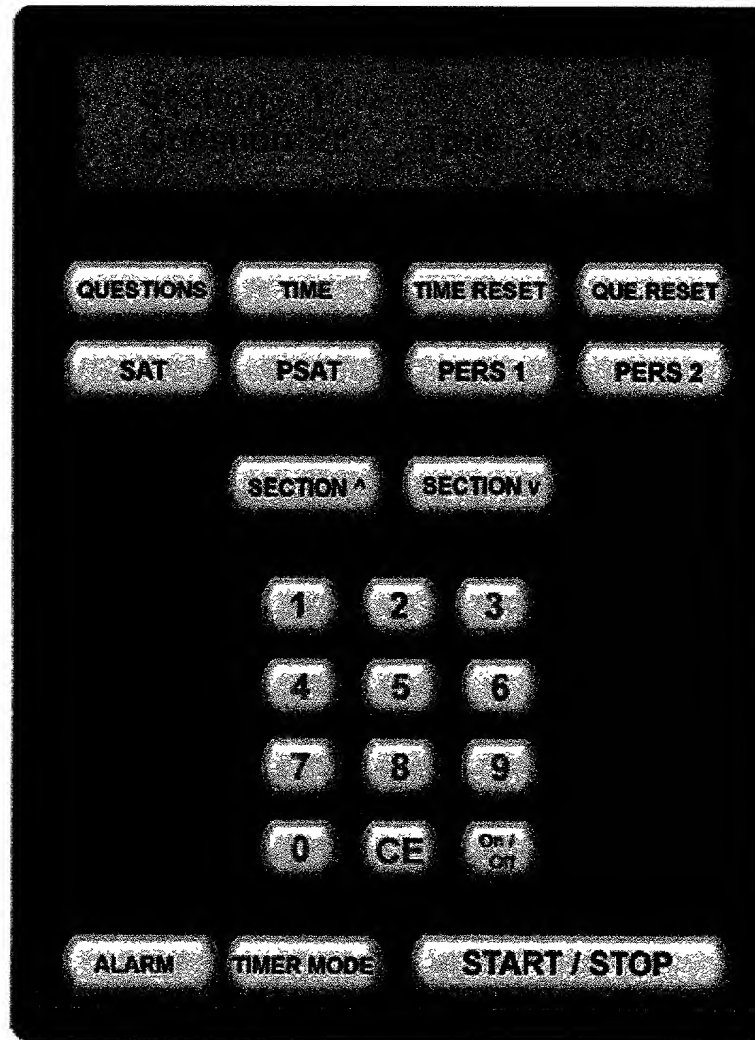 QUESTIONS TIME TIME RESET QUE. RESET
SAT PSAT PERS 1 PERS 2
SECTION ^ SECTION v
1 2 3
4 5 6
7 8 9
0 CE On /
Off
ALARM TIMER MODE START / STOP